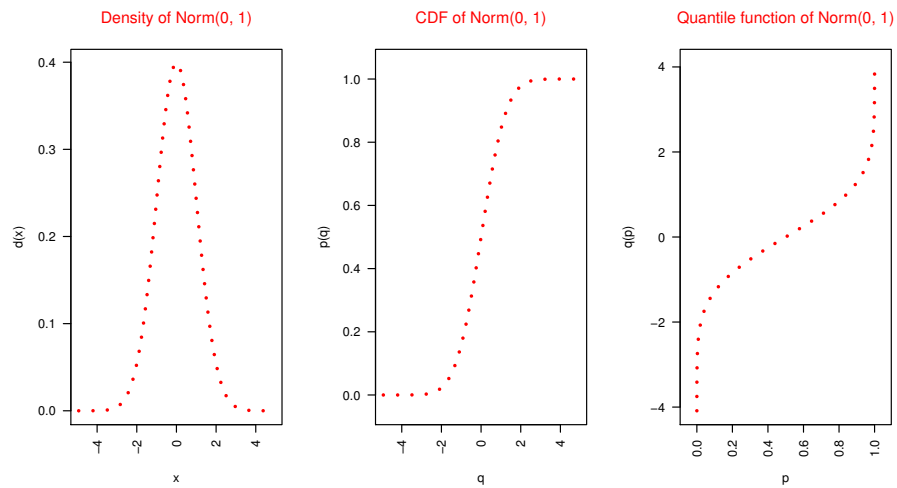 Density of Norm(0, 1)
d(x)
0.4
0.3
0.2
0.1
0.0
−4 −2 0 2 4
x
CDF of Norm(0, 1)
p(q)
1.0
0.8
0.6
0.4
0.2
0.0
−4 −2 0 2 4
q
Quantile function of Norm(0, 1)
q(p)
4
2
0
−2
−4
0.0 0.2 0.4 0.6 0.8 1.0
p